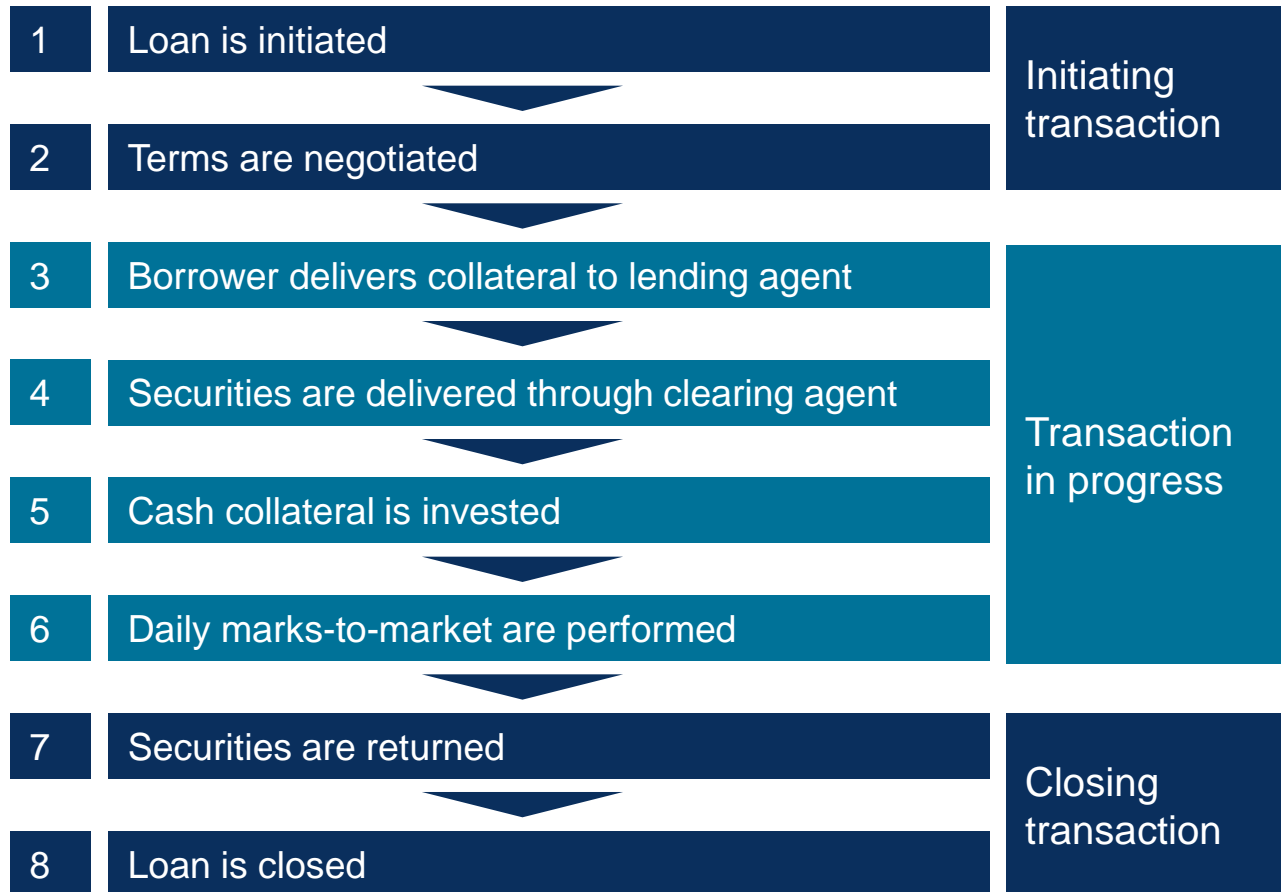 1 Loan is initiated
Initiating
transaction
2 Terms are negotiated
3 Borrower delivers collateral to lending agent
4 Securities are delivered through clearing agent
Transaction
in progress
5 Cash collateral is invested
6 Daily marks-to-market are performed
7 Securities are returned
Closing
transaction
8 Loan is closed